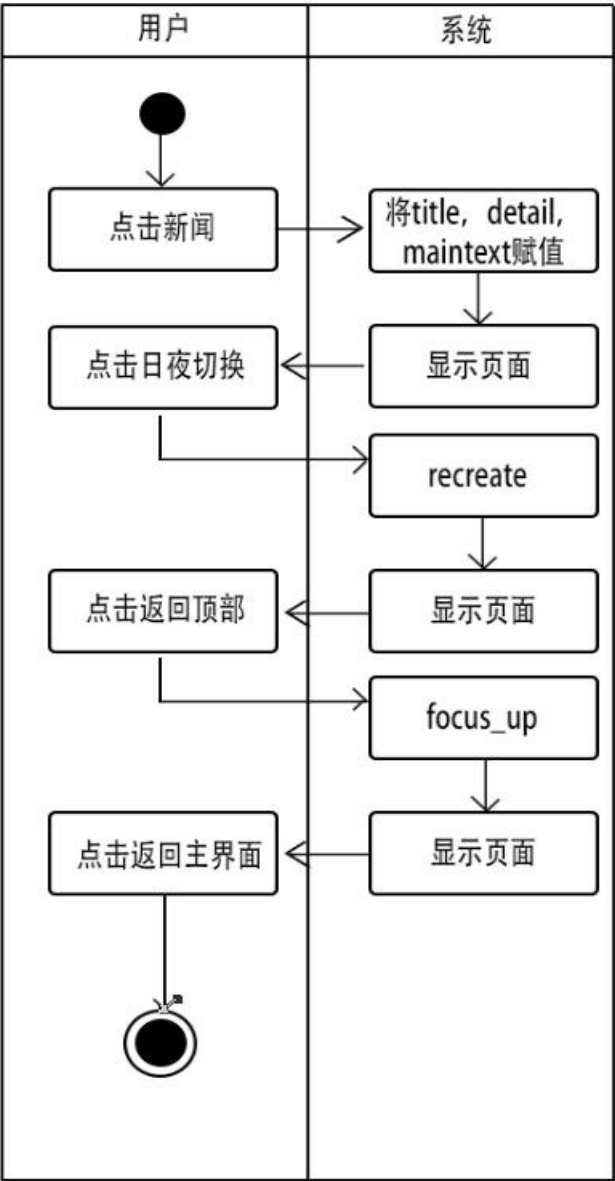 用户
系统
点击新闻
将title，detail,
maintext赋值
点击日夜切换
显示页面
recreate
点击返回顶部
显示页面
focus_up
点击返回主界面
显示页面